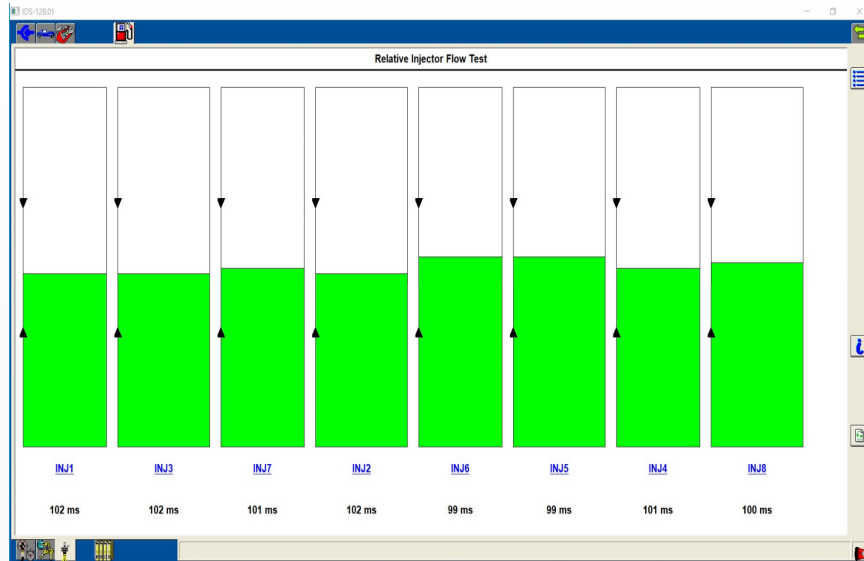 IDS-128.01
Relative Injector Flow Test
INJ1 INJ3 INJ7 INJ2 INJ6 INJ5 INJ4 INJ8
102 ms 102 ms 101 ms 102 ms 99 ms 99 ms 101 ms 100 ms